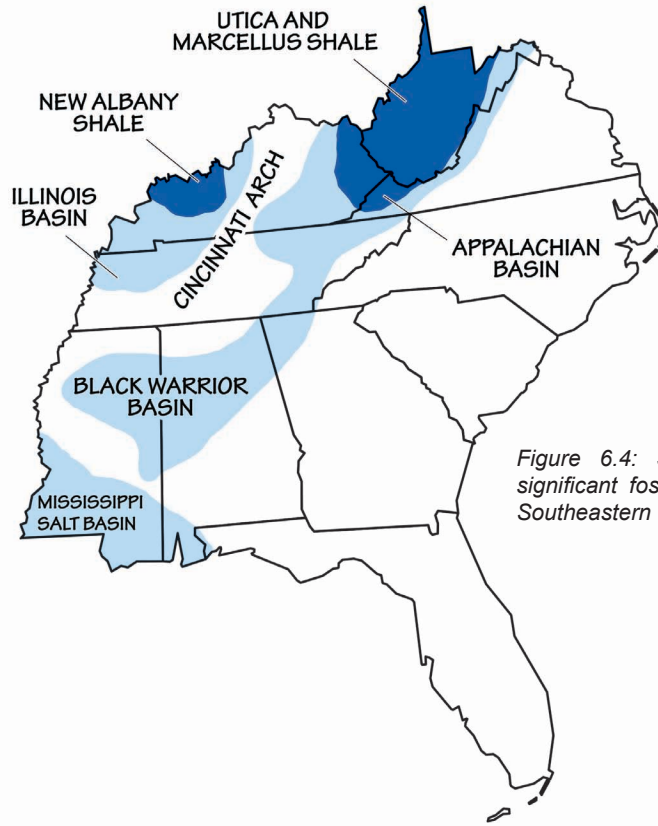 UTICA AND
MARCELLUS SHALE
NEW ALBANY
SHALE
ILLINOIS
BASIN
CINCINNATI ARCH
APPALACHIAN
BASIN
BLACK WARRIOR
BASIN
MISSISSIPPI
SALT BASIN
Figure 6.4:
significant fos
Southeastern